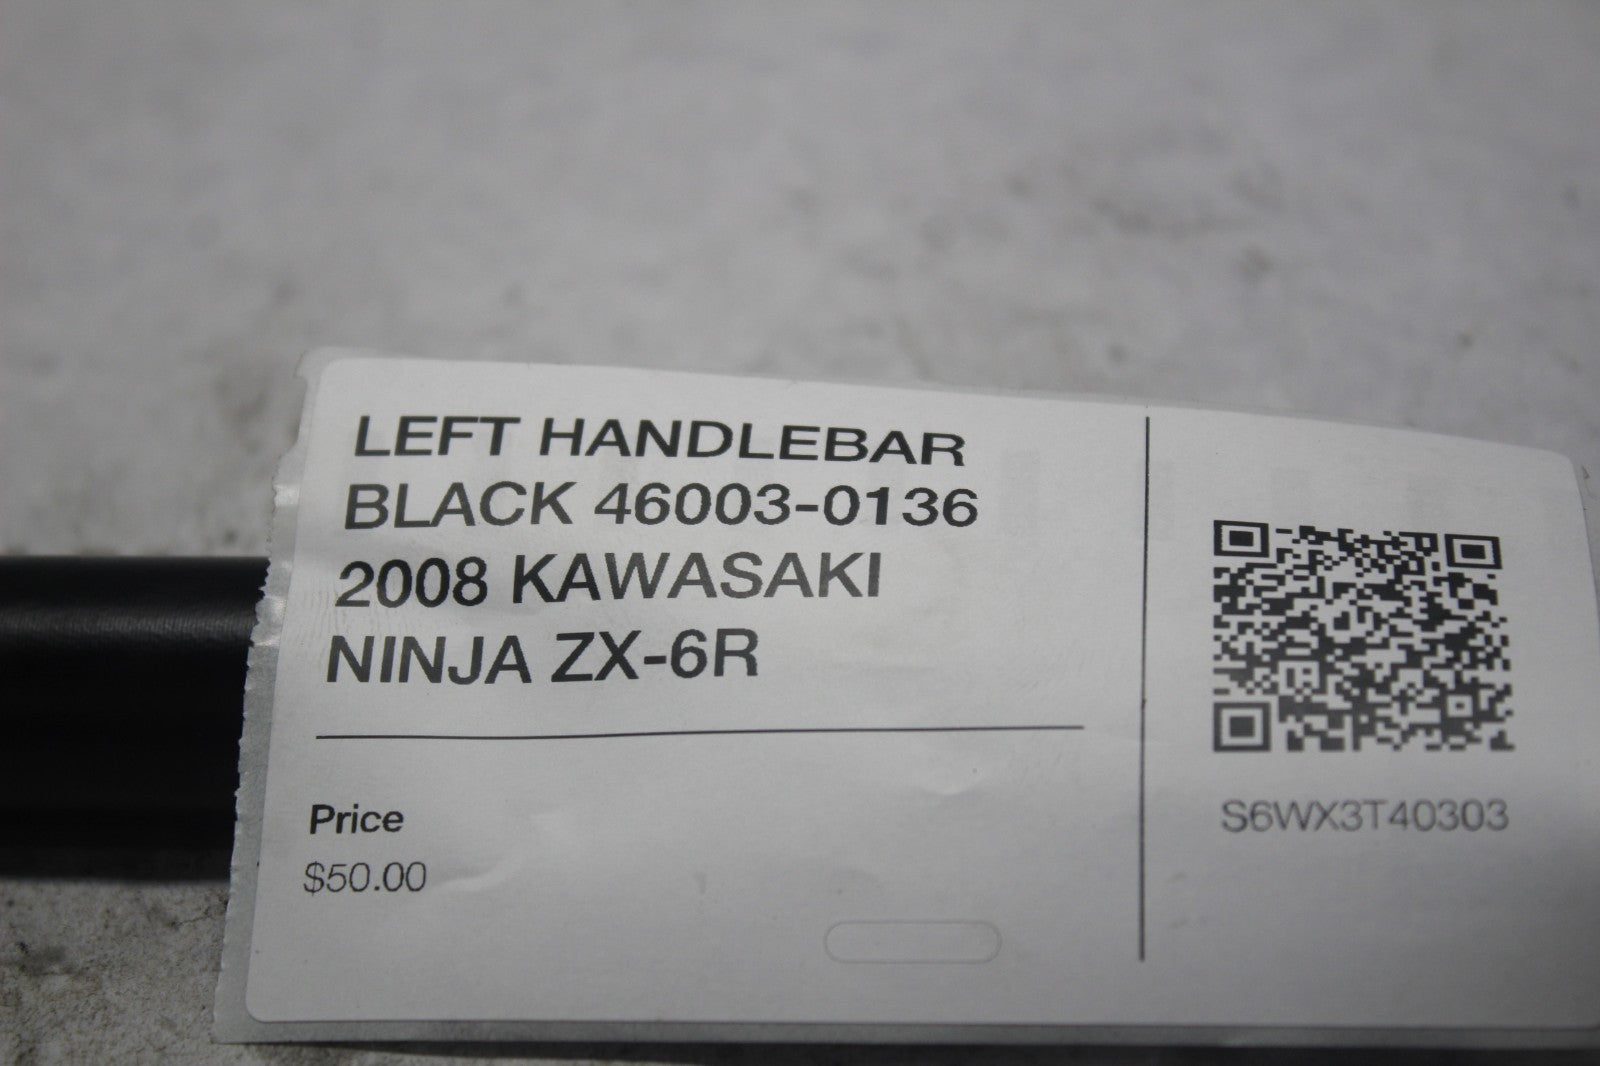 LEFT HANDLEBAR
BLACK 46003-0136
2008 KAWASAKI
NINJA ZX-6R
Price
$50.00
S6WX3T40303